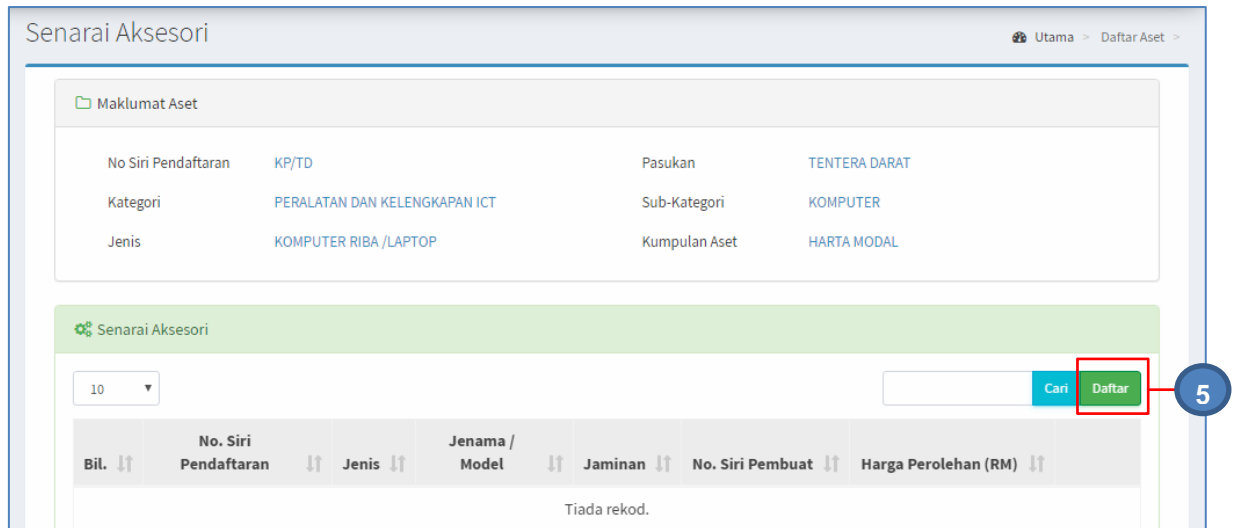 Senarai Aksesori
Utama > Daftar Aset >
Maklumat Aset
No Siri Pendaftaran KP/TD Pasukan TENTERA DARAT
Kategori PERALATAN DAN KELENGKAPAN ICT Sub-Kategori KOMPUTER
Jenis KOMPUTER RIBA /LAPTOP Kumpulan Aset HARTA MODAL
Senarai Aksesori
10 Cari Daftar 5
Bil. No. Siri Pendaftaran Jenis Jenama / Model Jaminan No. Siri Pembuat Harga Perolehan (RM)
Tiada rekod.